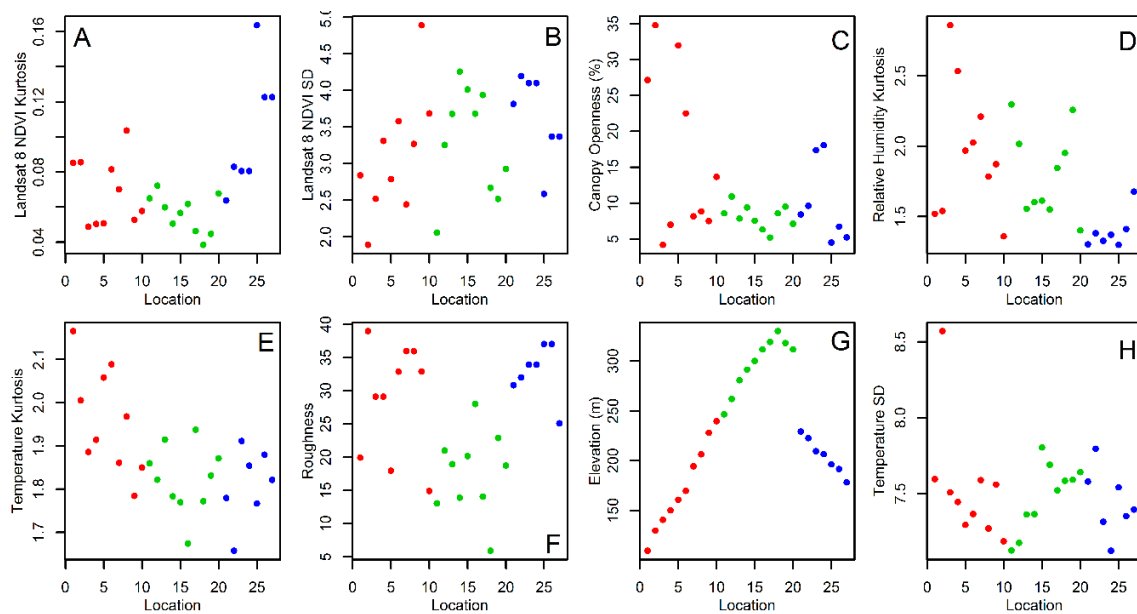 A
Landsat 8 NDVI Kurtosis
0.04 0.08 0.12 0.16
0 5 10 15 20 25
Location
B
Landsat 8 NDVI SD
2.0 2.5 3.0 3.5 4.0 4.5 5.0
0 5 10 15 20 25
Location
C
Canopy Openness (%)
5 10 15 20 25 30 35
0 5 10 15 20 25
Location
D
Relative Humidity Kurtosis
1.5 2.0 2.5
0 5 10 15 20 25
Location
E
Temperature Kurtosis
1.7 1.8 1.9 2.0 2.1
0 5 10 15 20 25
Location
F
Roughness
5 10 15 20 25 30 35 40
0 5 10 15 20 25
Location
G
Elevation (m)
150 200 250 300
0 5 10 15 20 25
Location
H
Temperature SD
7.5 8.0 8.5
0 5 10 15 20 25
Location